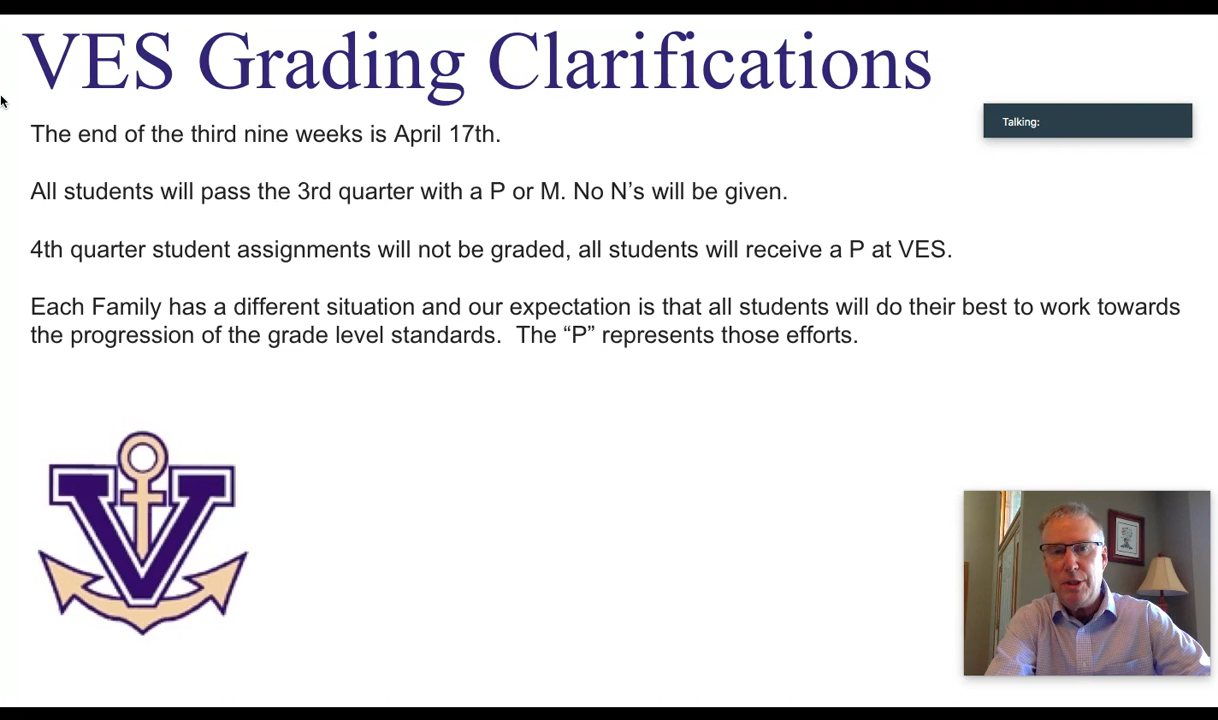 VES Grading Clarifications
The end of the third nine weeks is April 17th.
Talking:
All students will pass the 3rd quarter with a P or M. No N’s will be given.
4th quarter student assignments will not be graded, all students will receive a P at VES.
Each Family has a different situation and our expectation is that all students will do their best to work towards
the progression of the grade level standards.  The “P” represents those efforts.
V